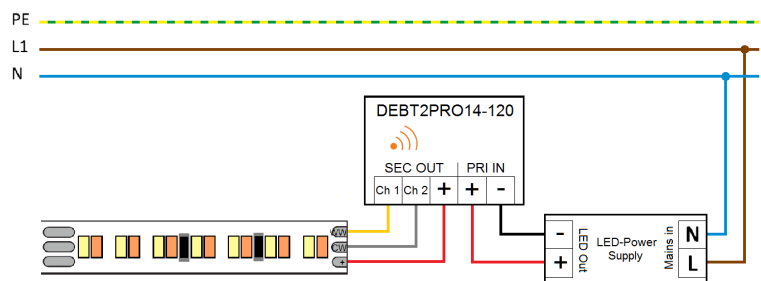 PE
L1
N
DEBT2PRO14-120
SEC OUT PRI IN
Ch 1 Ch 2 + + -
WW
CW
+
- LED Out LED-Power Supply Mains in N
+ L